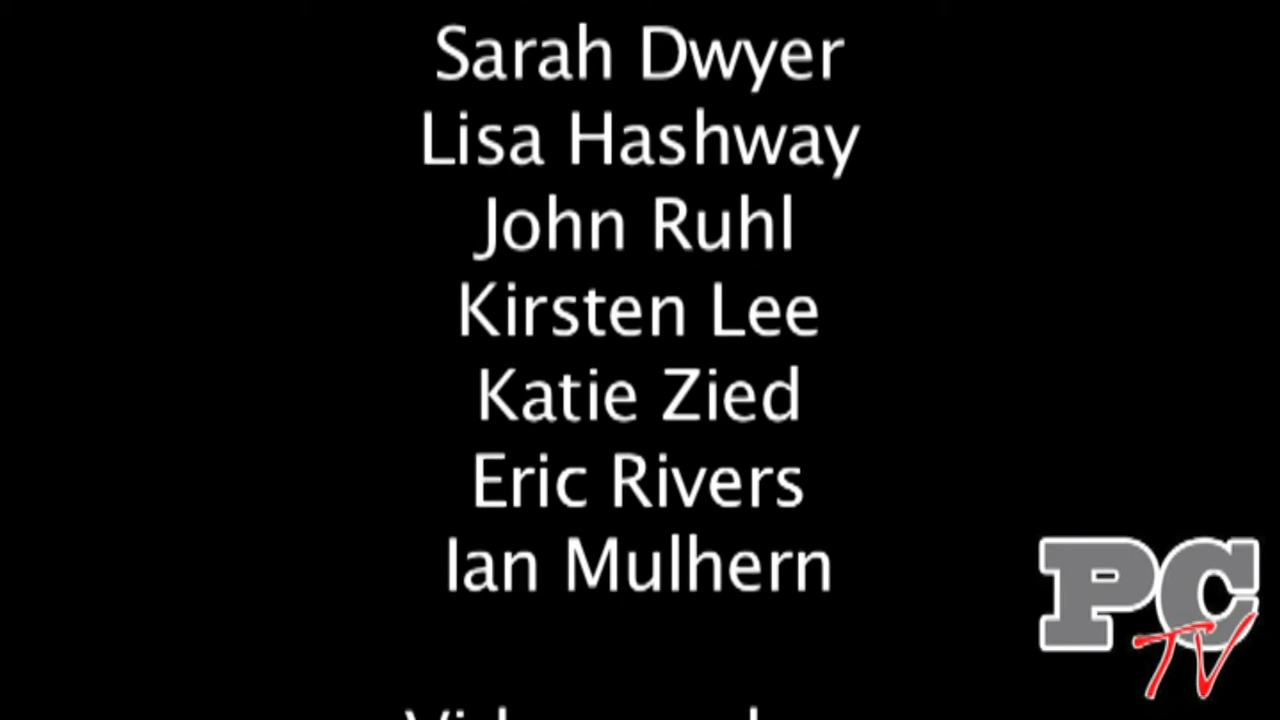 Sarah Dwyer
Lisa Hashway
John Ruhl
Kirsten Lee
Katie Zied
Eric Rivers
Ian Mulhern
PC
TV